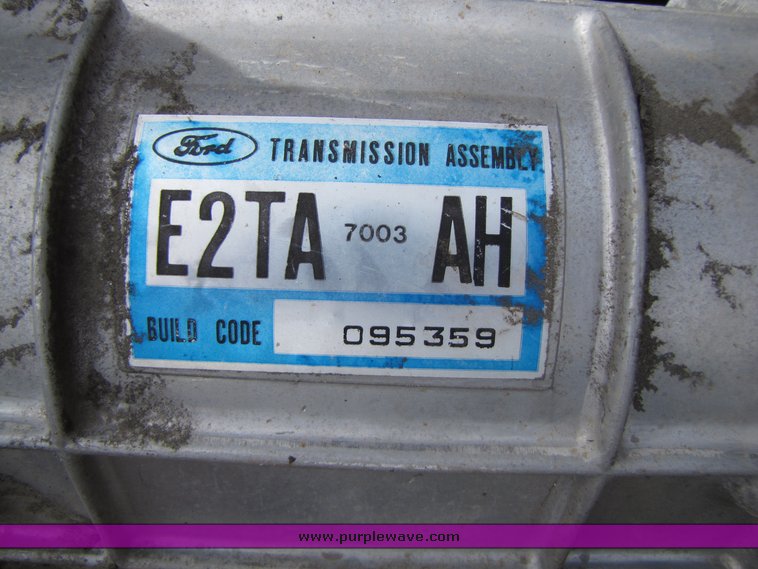 Ford TRANSMISSION ASSEMBLY
E2TA 7003 AH
BUILD CODE 095359
www.purplewave.com